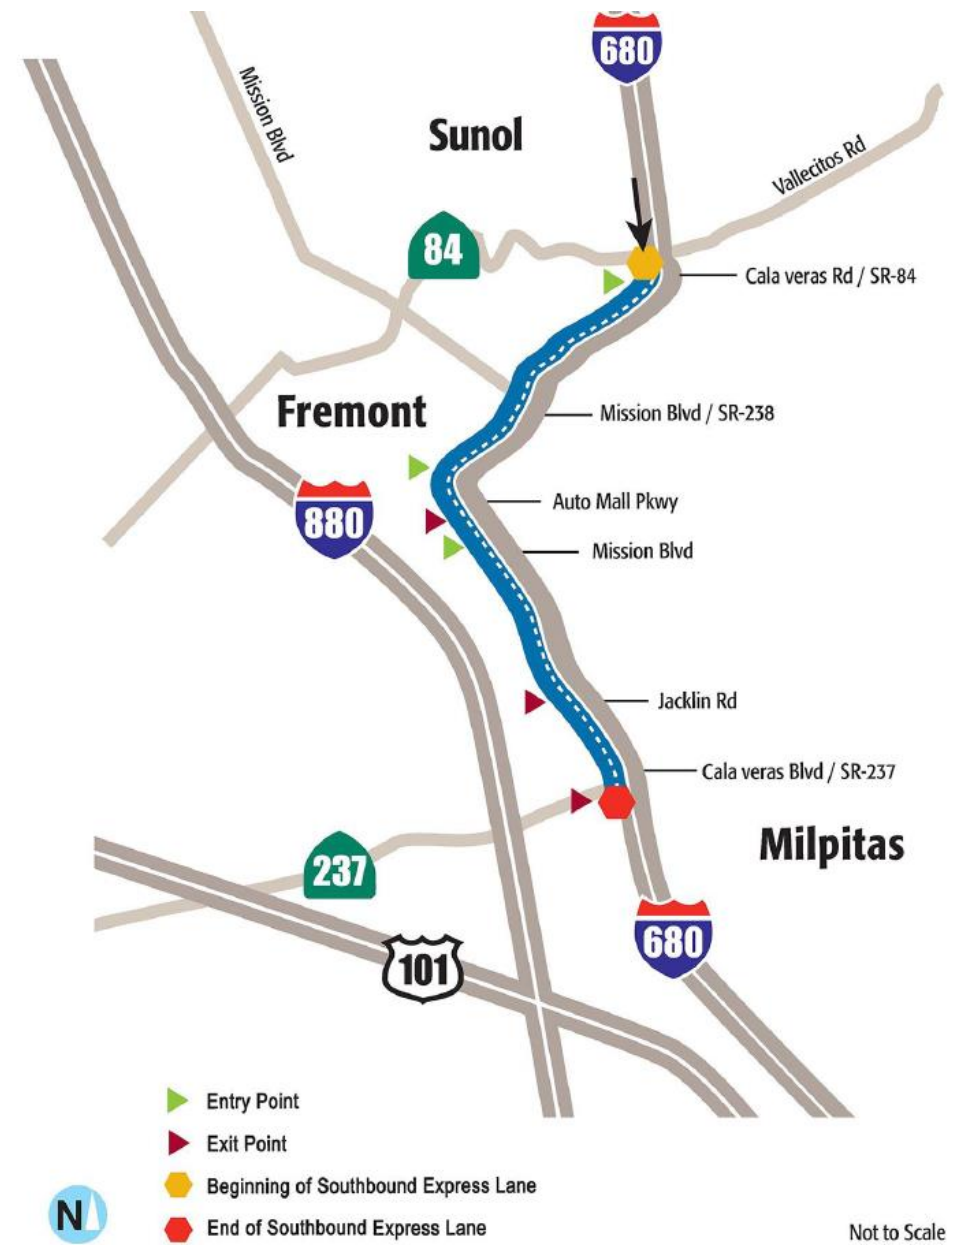 680
Mission Blvd
Sunol
Vallecitos Rd
84
Cala veras Rd / SR-84
Fremont
Mission Blvd / SR-238
880
Auto Mall Pkwy
Mission Blvd
Jacklin Rd
Cala veras Blvd / SR-237
Milpitas
237
680
101
Entry Point
Exit Point
Beginning of Southbound Express Lane
N
End of Southbound Express Lane
Not to Scale